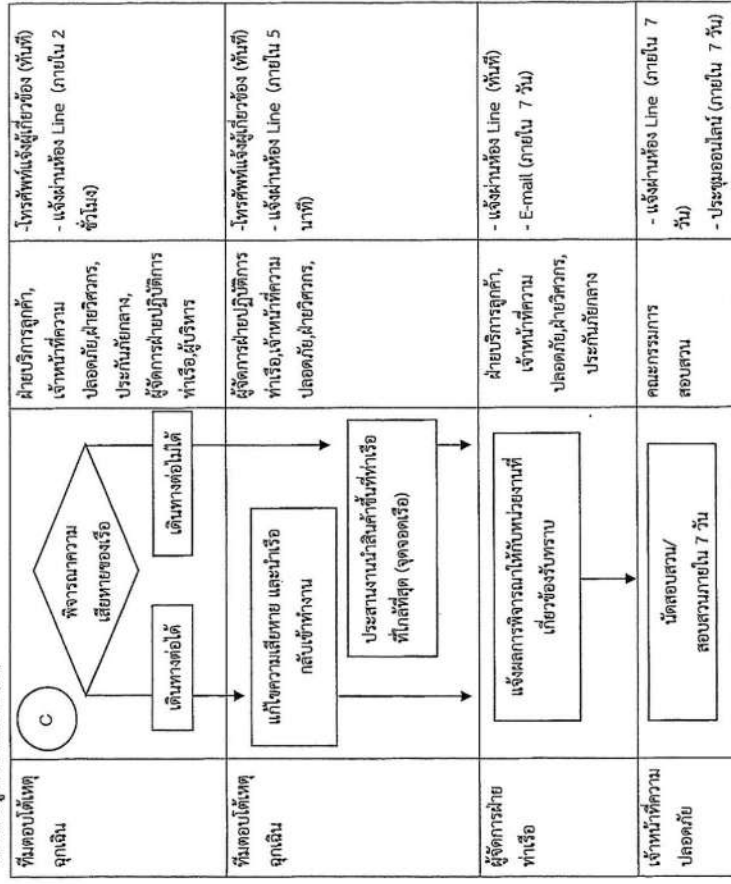 ทีมตอบโต้เหตุ
ฉุกเฉิน
C
พิจารณาความ
เสียหายของเรือ
เดินทางต่อได้
เดินทางต่อไม่ได้
ฝ่ายบริการลูกค้า,
เจ้าหน้าที่ความ
ปลอดภัย,ฝ่ายวิศวกร,
ประกันภัยกลาง,
ผู้จัดการฝ่ายปฏิบัติการ
ท่าเรือ,ผู้บริหาร
-โทรศัพท์แจ้งผู้เกี่ยวข้อง (ทันที)
- แจ้งผ่านห้อง Line (ภายใน 2
ชั่วโมง)
ทีมตอบโต้เหตุ
ฉุกเฉิน
แก้ไขความเสียหาย และนำเรือ
กลับเข้าทำงาน
ประสานงานนำสินค้าขึ้นที่ท่าเรือ
ที่ใกล้ที่สุด (จุดจอดเรือ)
ผู้จัดการฝ่ายปฏิบัติการ
ท่าเรือ,เจ้าหน้าที่ความ
ปลอดภัย,ฝ่ายวิศวกร,
-โทรศัพท์แจ้งผู้เกี่ยวข้อง (ทันที)
- แจ้งผ่านห้อง Line (ภายใน 5
นาที)
ผู้จัดการฝ่าย
ท่าเรือ
แจ้งผลการพิจารณาให้กับหน่วยงานที่
เกี่ยวข้องรับทราบ
ฝ่ายบริการลูกค้า,
เจ้าหน้าที่ความ
ปลอดภัย,ฝ่ายวิศวกร,
ประกันภัยกลาง
- แจ้งผ่านห้อง Line (ทันที)
- E-mail (ภายใน 7 วัน)
เจ้าหน้าที่ความ
ปลอดภัย
นัดสอบสวน/
สอบสวนภายใน 7 วัน
คณะกรรมการ
สอบสวน
- แจ้งผ่านห้อง Line (ภายใน 7
วัน)
- ประชุมออนไลน์ (ภายใน 7 วัน)